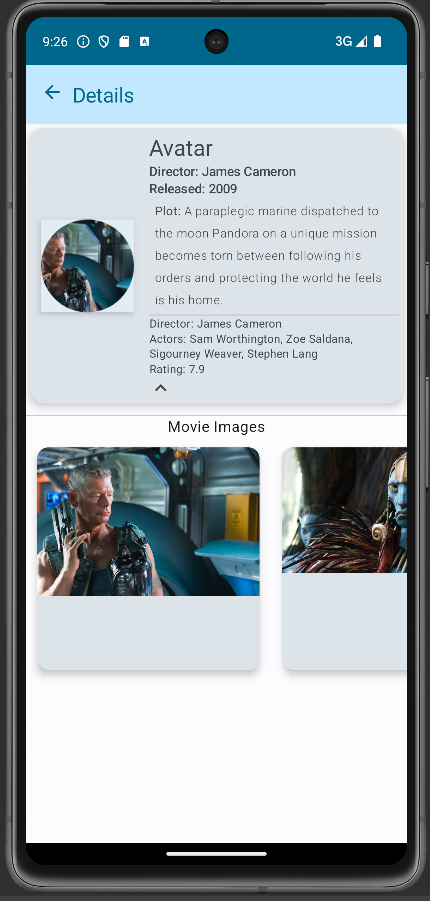 9:26
3G
Details
Avatar
Director: James Cameron
Released: 2009
Plot: A paraplegic marine dispatched to
the moon Pandora on a unique mission
becomes torn between following his
orders and protecting the world he feels
is his home.
Director: James Cameron
Actors: Sam Worthington, Zoe Saldana,
Sigourney Weaver, Stephen Lang
Rating: 7.9
Movie Images